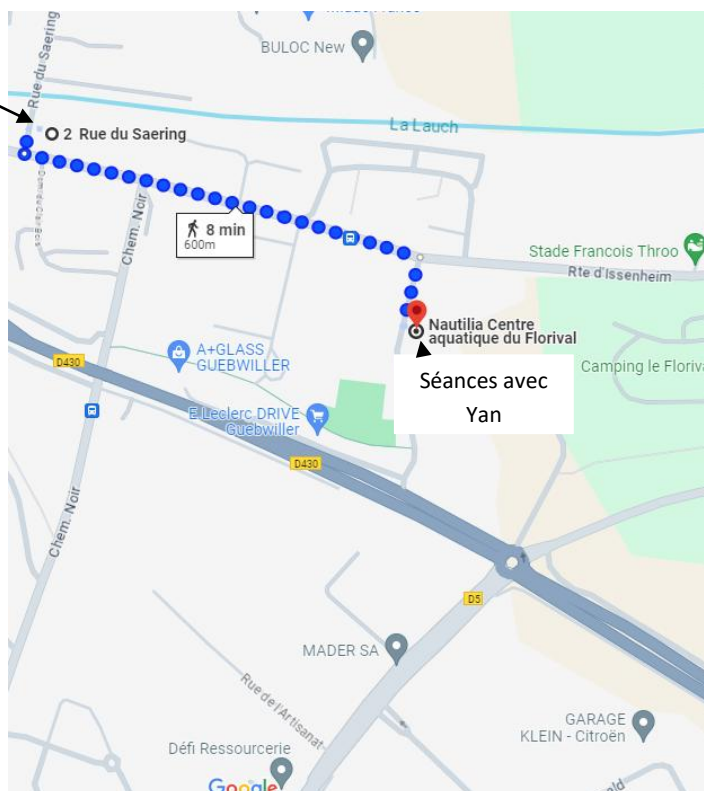 BULOC New
Rue du Saering
2 Rue du Saering
La Lauch
Chem. Noir
8 min
600m
Stade Francois Throo
Rte d'Issenheim
Nautilia Centre
aquatique du Florival
A+GLASS
GUEBWILLER
D430
Camping le Floriva
Séances avec
Yan
E.Leclerc DRIVE
Guebwiller
D430
Chem. Noir
D5
MADER SA
Rue de l'Artisanat
GARAGE
KLEIN - Citroën
Défi Ressourcerie
Google